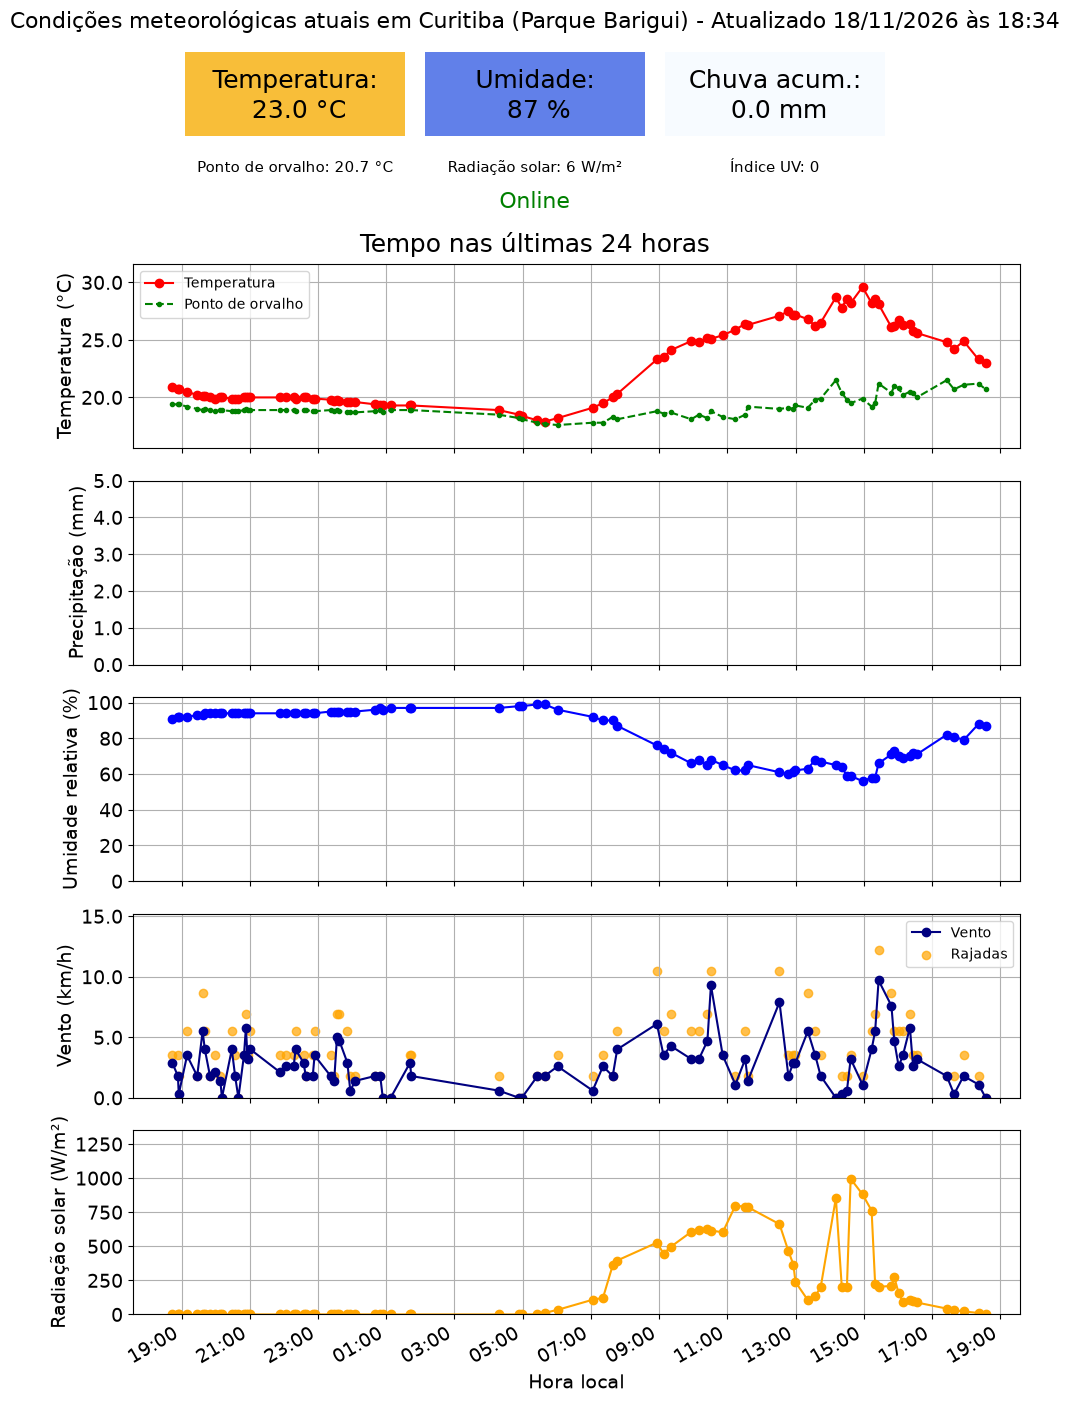 Condições meteorológicas atuais em Curitiba (Parque Barigui) - Atualizado 18/11/2026 às 18:34
Temperatura:
23.0 °C
Umidade:
87 %
Chuva acum.:
0.0 mm
Ponto de orvalho: 20.7 °C
Radiação solar: 6 W/m²
Índice UV: 0
Online
Tempo nas últimas 24 horas
Temperatura (°C)
30.0
25.0
20.0
Temperatura
Ponto de orvalho
Precipitação (mm)
5.0
4.0
3.0
2.0
1.0
0.0
Umidade relativa (%)
100
80
60
40
20
0
Vento (km/h)
15.0
10.0
5.0
0.0
Vento
Rajadas
Radiação solar (W/m²)
1250
1000
750
500
250
0
19:00
21:00
23:00
01:00
03:00
05:00
07:00
09:00
11:00
13:00
15:00
17:00
19:00
Hora local